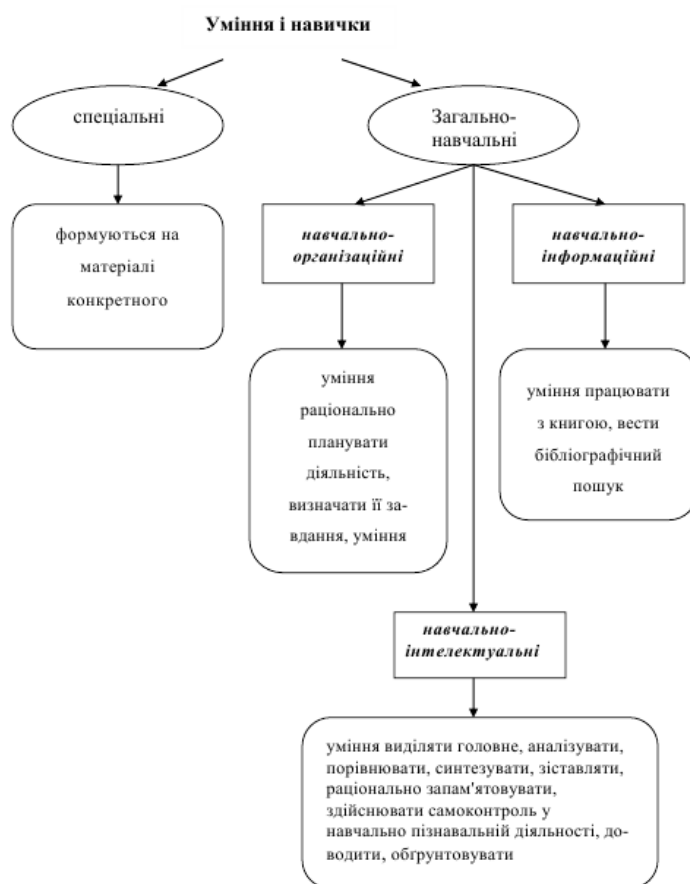 Уміння і навички
спеціальні
Загально-
навчальні
формуються на
матеріалі
конкретного
навчально-
організаційні
навчально-
інформаційні
уміння
раціонально
планувати
діяльність,
визначати її за-
вдання, уміння
уміння працювати
з книгою, вести
бібліографічний
пошук
навчально-
інтелектуальні
уміння виділяти головне, аналізувати,
порівнювати, синтезувати, зіставляти,
раціонально запам'ятовувати,
здійснювати самоконтроль у
навчально пізнавальній діяльності, до-
водити, обґрунтовувати